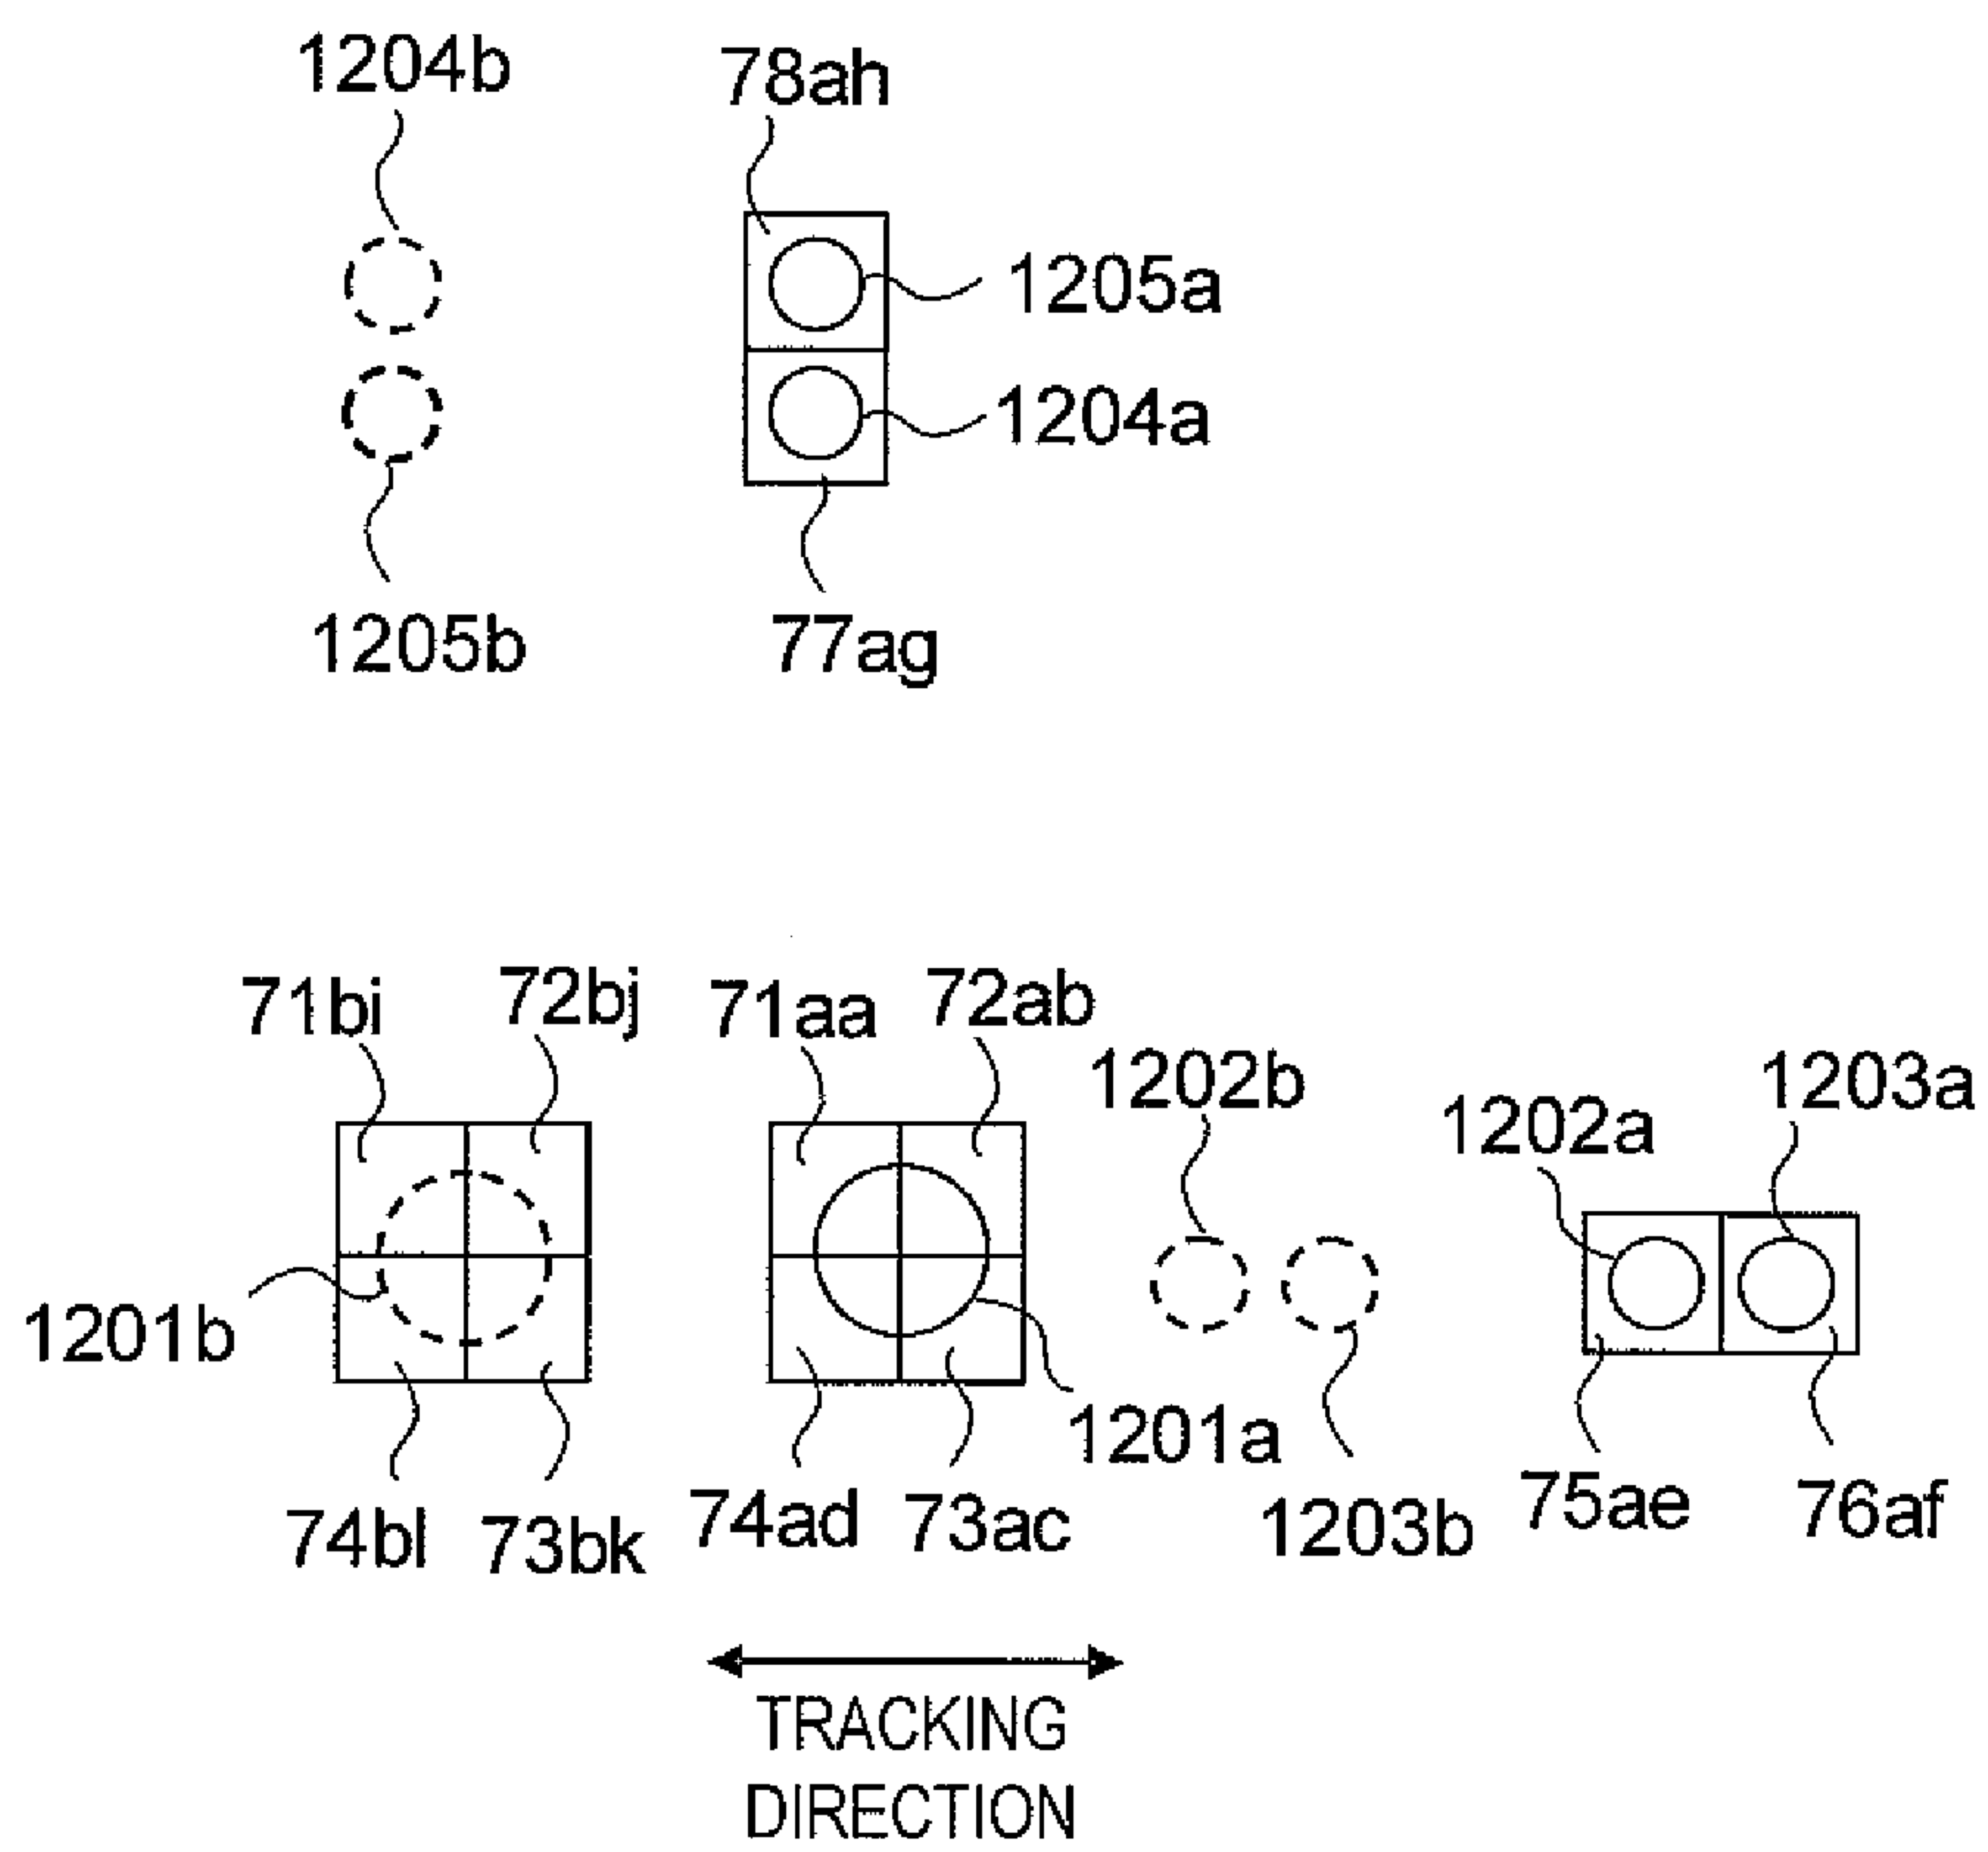 1204b
78ah
1205a
1204a
1205b
77ag
71bi
72bj
71aa
72ab
1202b
1203a
1202a
1201b
1201a
74bl
73bk
74ad
73ac
1203b
75ae
76af
TRACKING
DIRECTION